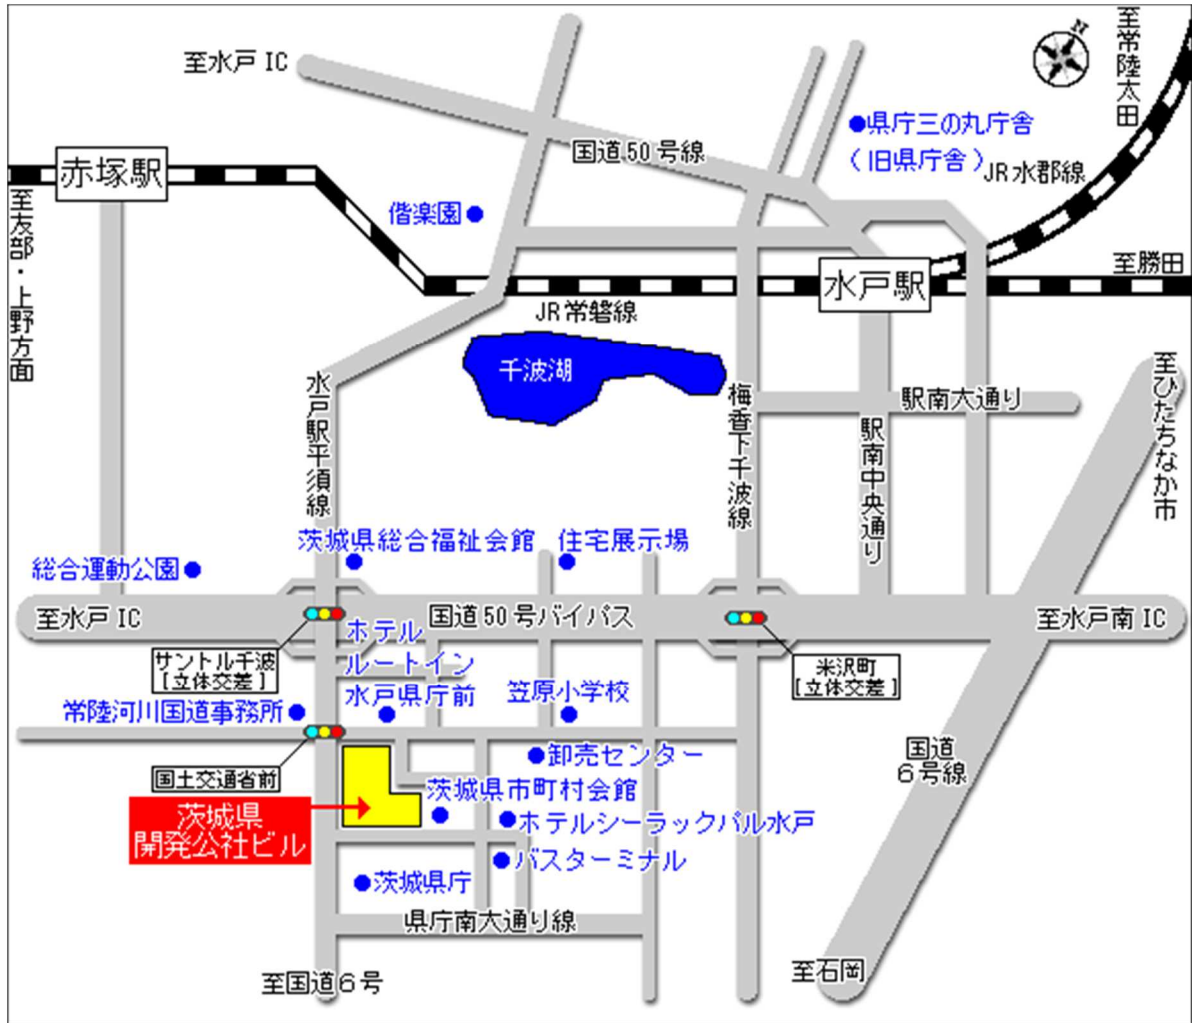 至水戸IC
国道50号線
N
至常陸太田
県庁三の丸庁舎
(旧県庁舎)
JR水郡線
赤塚駅
至友部・上野方面
偕楽園
水戸駅
至勝田
JR常磐線
千波湖
水戸駅平須線
梅香下千波線
駅南大通り
駅南中央通り
至ひたちなか市
茨城県総合福祉会館
住宅展示場
総合運動公園
至水戸IC
国道50号バイパス
至水戸南IC
サントル千波
[立体交差]
米沢町
[立体交差]
ホテル
ルートイン
水戸県庁前
笠原小学校
常陸河川国道事務所
国土交通省前
卸売センター
国道
6号線
茨城県
開発公社ビル
茨城県市町村会館
ホテルシーラックパル水戸
バスターミナル
茨城県庁
県庁南大通り線
至国道6号
至石岡